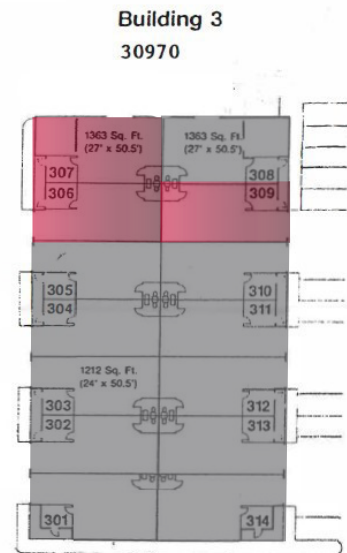 Building 3
30970
1363 Sq. Ft.
(27' x 50.5')
1363 Sq. Ft.
(27' x 50.5')
307
306
308
309
305
304
310
311
1212 Sq. Ft.
(24' x 50.5')
303
302
312
313
301
314